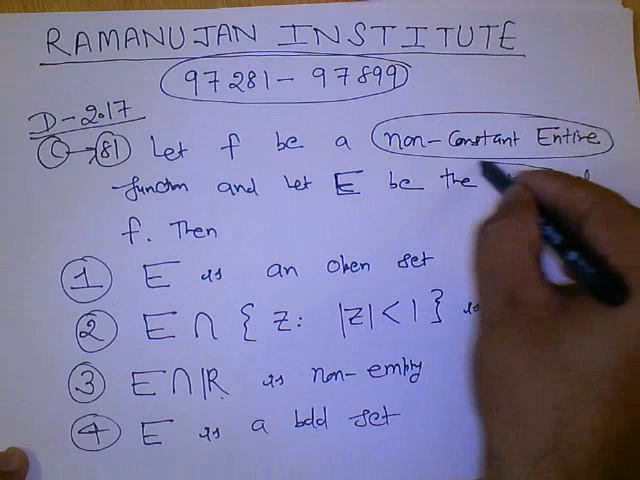 RAMANUJAN INSTITUTE
97281-97899
D-2017
C→81 Let f be a non-Constant Entire
function and let E be the
f. Then
1 E is an open set
2 E ∩ { Z: |Z| < 1 } is
3 E∩ℝ is non-empty
4 E is a bdd set